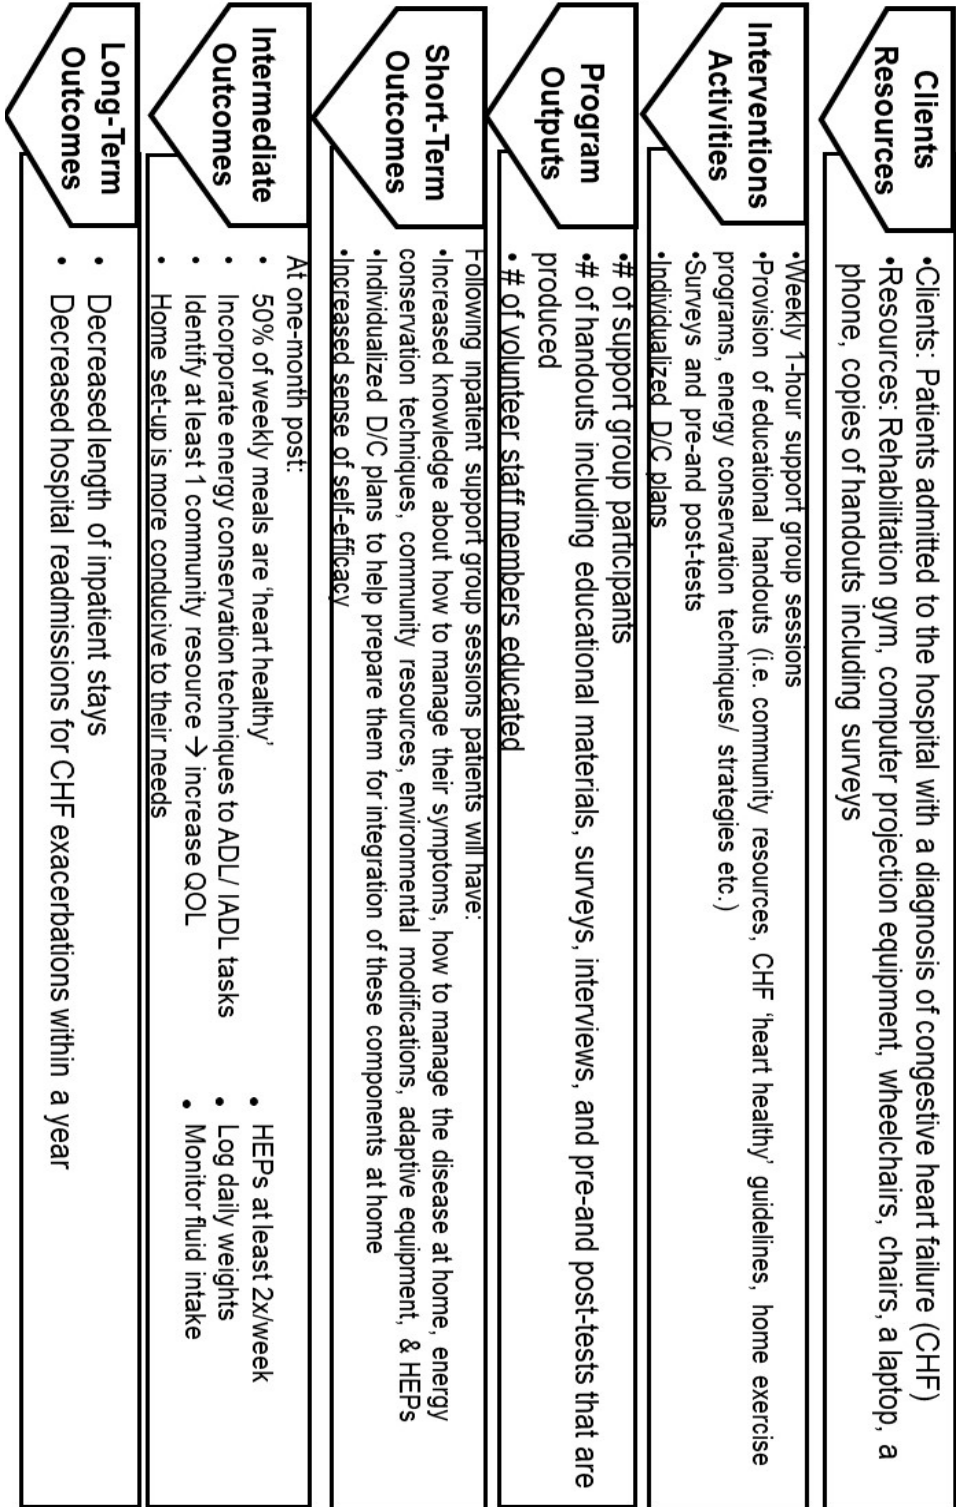 Clients
Resources
•Clients: Patients admitted to the hospital with a diagnosis of congestive heart failure (CHF)
•Resources: Rehabilitation gym, computer projection equipment, wheelchairs, chairs, a laptop, a
phone, copies of handouts including surveys
Interventions
Activities
•Weekly 1-hour support group sessions
•Provision of educational handouts (i.e. community resources, CHF ‘heart healthy’ guidelines, home exercise
programs, energy conservation techniques/ strategies etc.)
•Surveys and pre-and post-tests
•Individualized D/C plans
Program
Outputs
•# of support group participants
•# of handouts including educational materials, surveys, interviews, and pre-and post-tests that are
produced
• # of volunteer staff members educated
Short-Term
Outcomes
Following inpatient support group sessions patients will have:
•Increased knowledge about how to manage their symptoms, how to manage the disease at home, energy
conservation techniques, community resources, environmental modifications, adaptive equipment, & HEPs
•Individualized D/C plans to help prepare them for integration of these components at home
•Increased sense of self-efficacy
Intermediate
Outcomes
At one-month post:
• 50% of weekly meals are ‘heart healthy’
• Incorporate energy conservation techniques to ADL/ IADL tasks
• Identify at least 1 community resource → increase QOL
• Home set-up is more conducive to their needs
• HEPs at least 2x/week
• Log daily weights
• Monitor fluid intake
Long-Term
Outcomes
• Decreased length of inpatient stays
• Decreased hospital readmissions for CHF exacerbations within a year